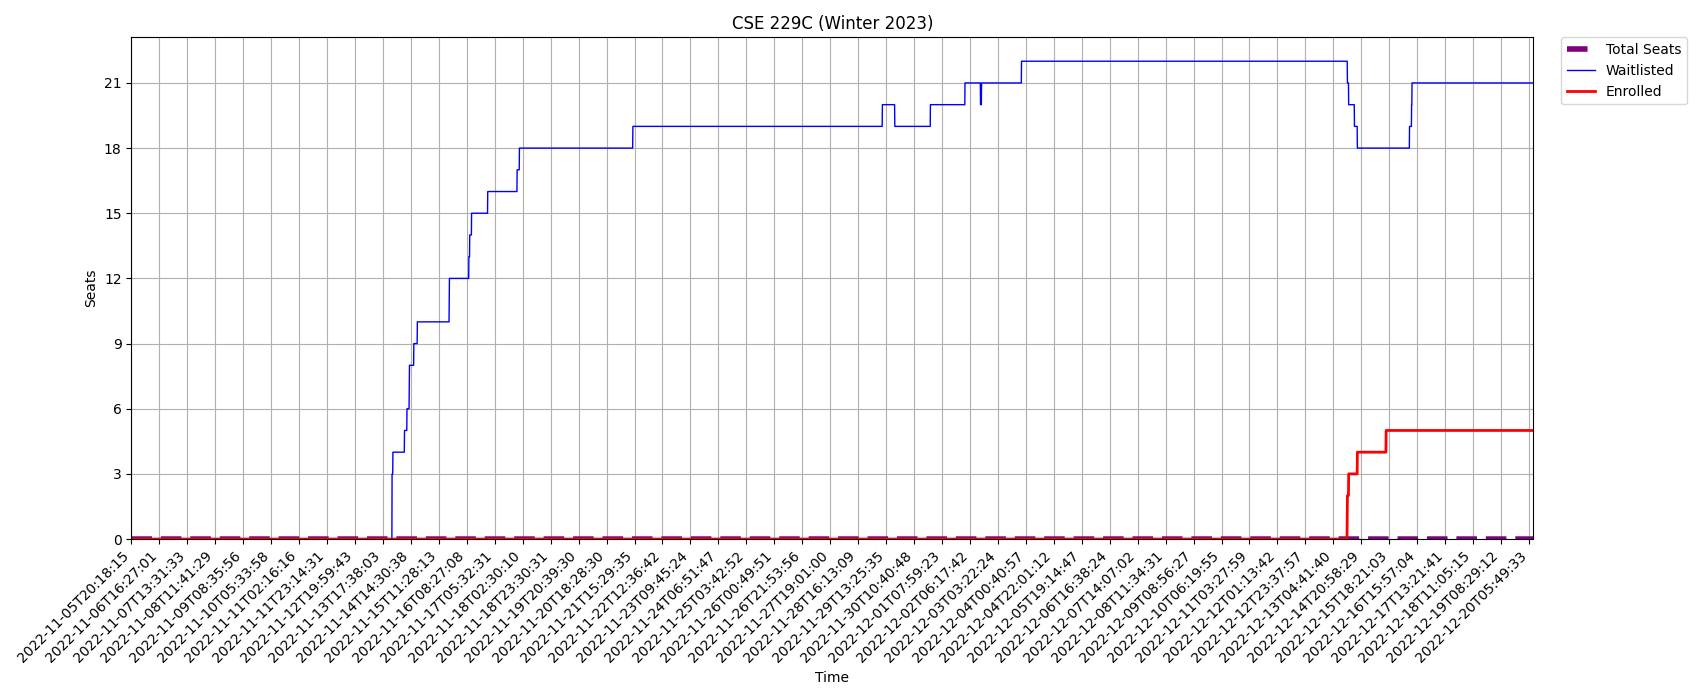 CSE 229C (Winter 2023)
Total Seats
Waitlisted
Enrolled
Seats
21
18
15
12
9
6
3
0
2022-11-05T20:18:15
2022-11-06T16:27:01
2022-11-07T13:31:33
2022-11-08T11:41:29
2022-11-09T08:35:56
2022-11-10T05:33:58
2022-11-11T02:16:16
2022-11-11T23:14:31
2022-11-12T19:59:43
2022-11-13T17:38:03
2022-11-14T14:30:38
2022-11-15T11:28:13
2022-11-16T08:27:08
2022-11-17T05:32:31
2022-11-18T02:30:10
2022-11-18T23:30:31
2022-11-19T20:39:30
2022-11-20T18:28:30
2022-11-21T15:29:35
2022-11-22T12:36:42
2022-11-23T09:45:24
2022-11-24T06:51:47
2022-11-25T03:42:52
2022-11-26T00:49:51
2022-11-26T21:53:56
2022-11-27T19:01:00
2022-11-28T16:13:09
2022-11-29T13:25:35
2022-11-30T10:40:48
2022-12-01T07:59:23
2022-12-02T06:17:42
2022-12-03T03:22:24
2022-12-04T00:40:57
2022-12-04T22:01:12
2022-12-05T19:14:47
2022-12-06T16:38:24
2022-12-07T14:07:02
2022-12-08T11:34:31
2022-12-09T08:56:27
2022-12-10T06:19:55
2022-12-11T03:27:59
2022-12-12T01:13:42
2022-12-12T23:37:57
2022-12-13T04:41:40
2022-12-14T20:58:29
2022-12-15T18:21:03
2022-12-16T15:57:04
2022-12-17T13:21:41
2022-12-18T11:05:15
2022-12-19T08:29:12
2022-12-20T05:49:33
Time